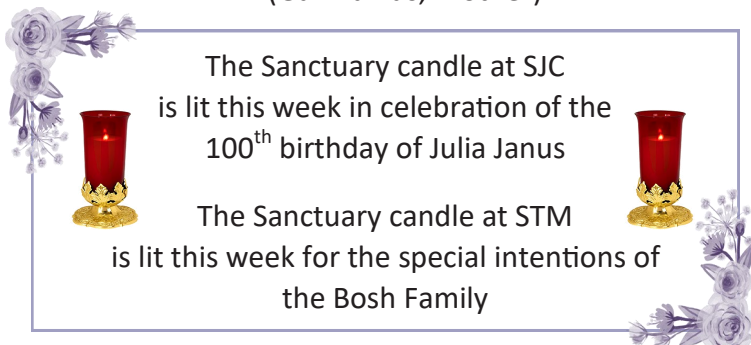 The Sanctuary candle at SJC
is lit this week in celebration of the
100th birthday of Julia Janus
The Sanctuary candle at STM
is lit this week for the special intentions of
the Bosh Family